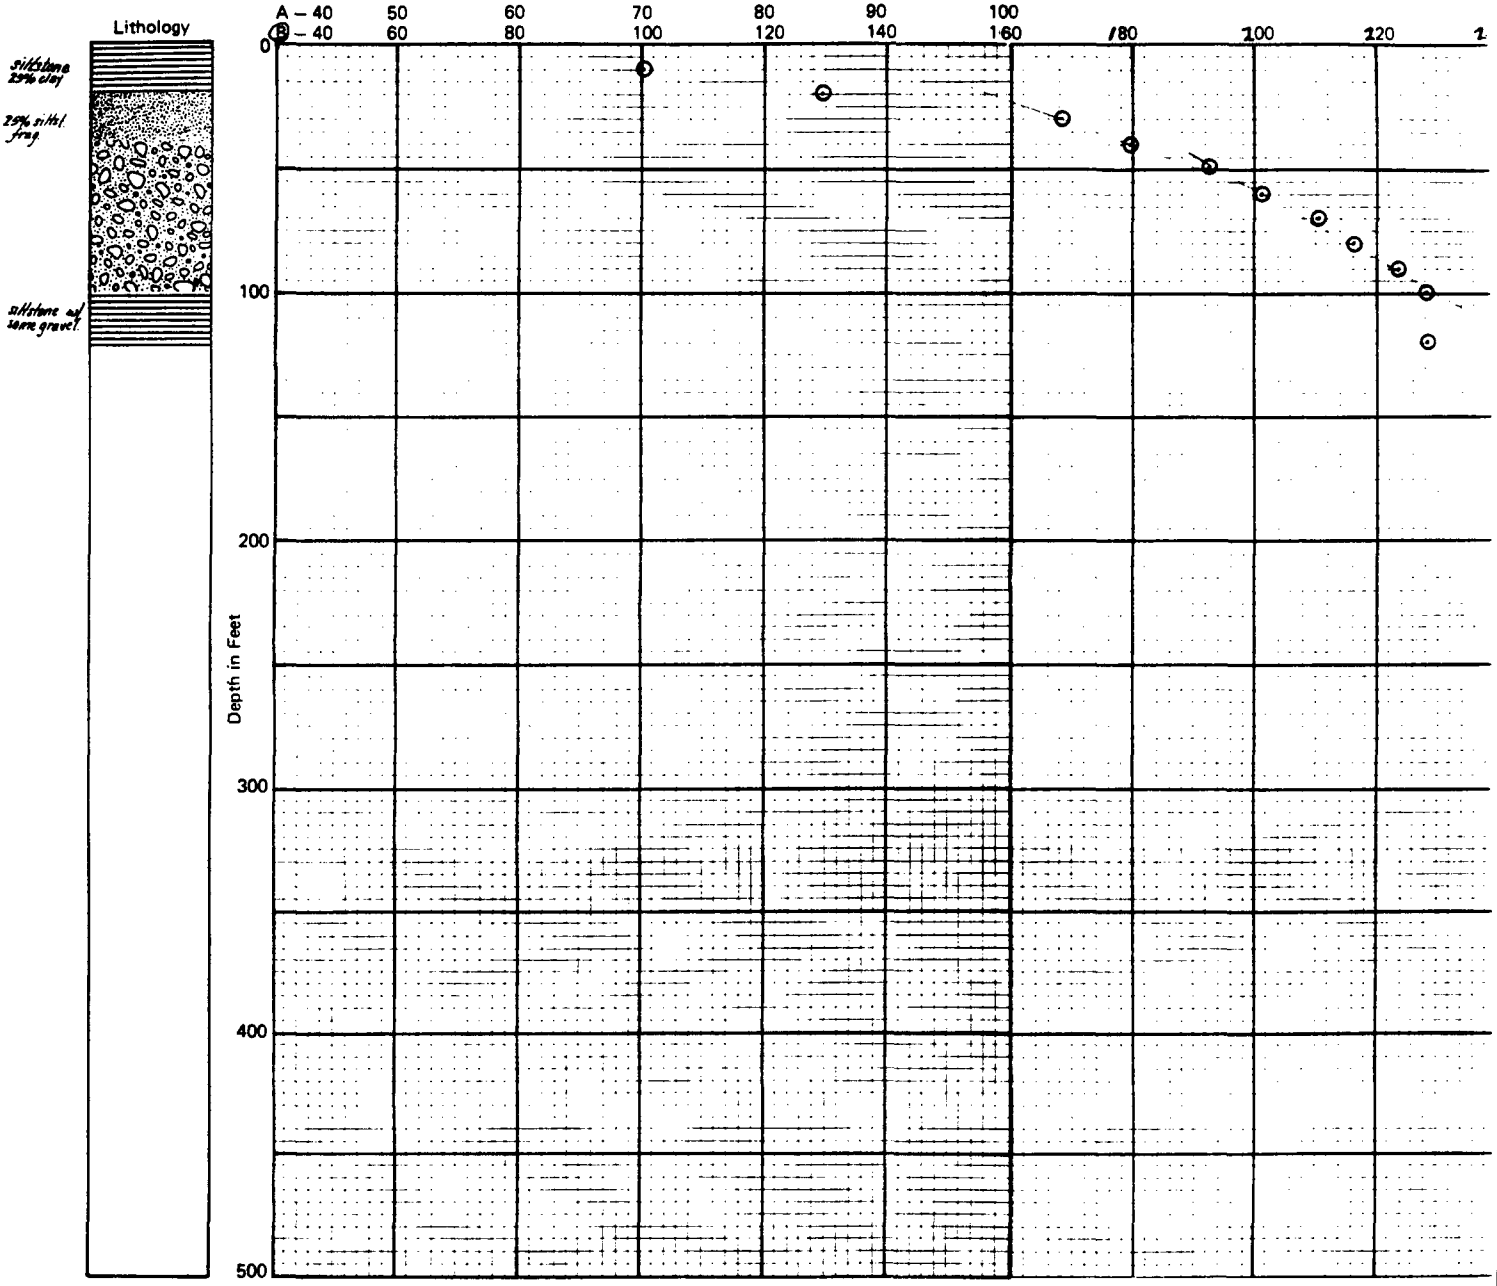 Lithology
A – 40 50 60 70 80 90 100
B – 40 60 80 100 120 140 160 180 200 220 2
0
siltstone
25% clay
25% siltst.
frag.
100
siltstone w/
some gravel.
200
Depth in Feet
300
400
500